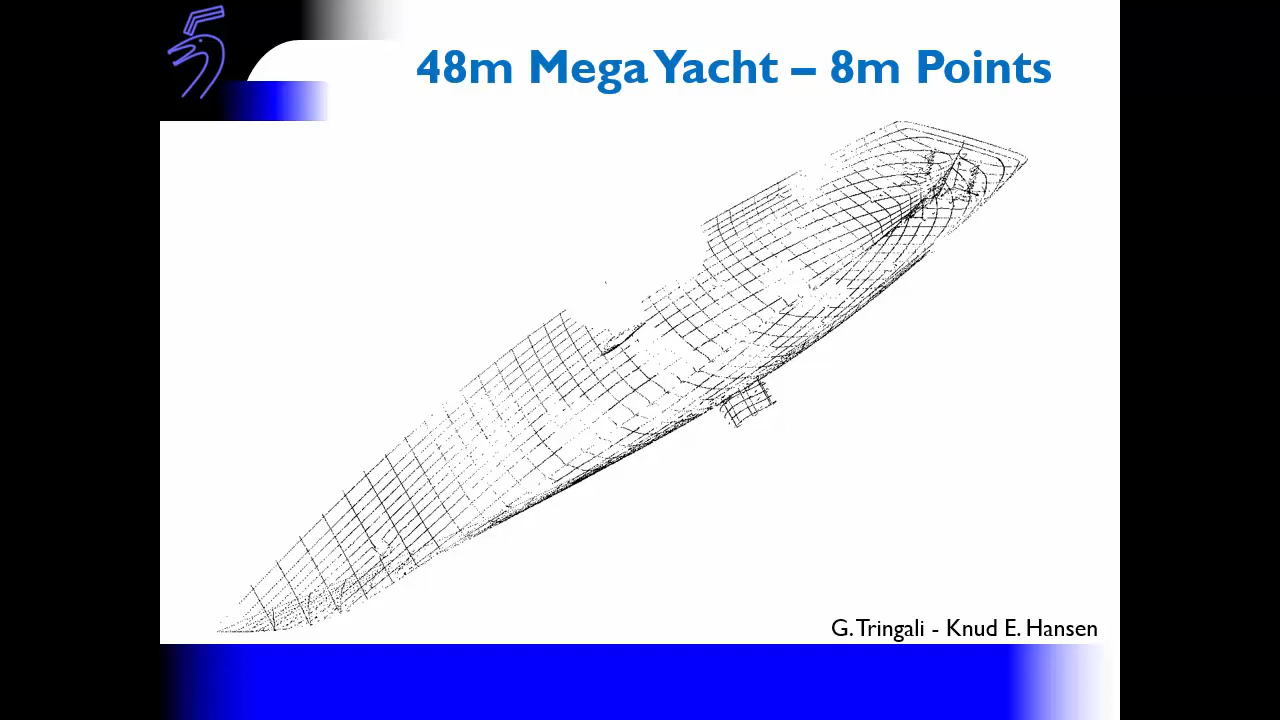 48m Mega Yacht – 8m Points
G. Tringali - Knud E. Hansen